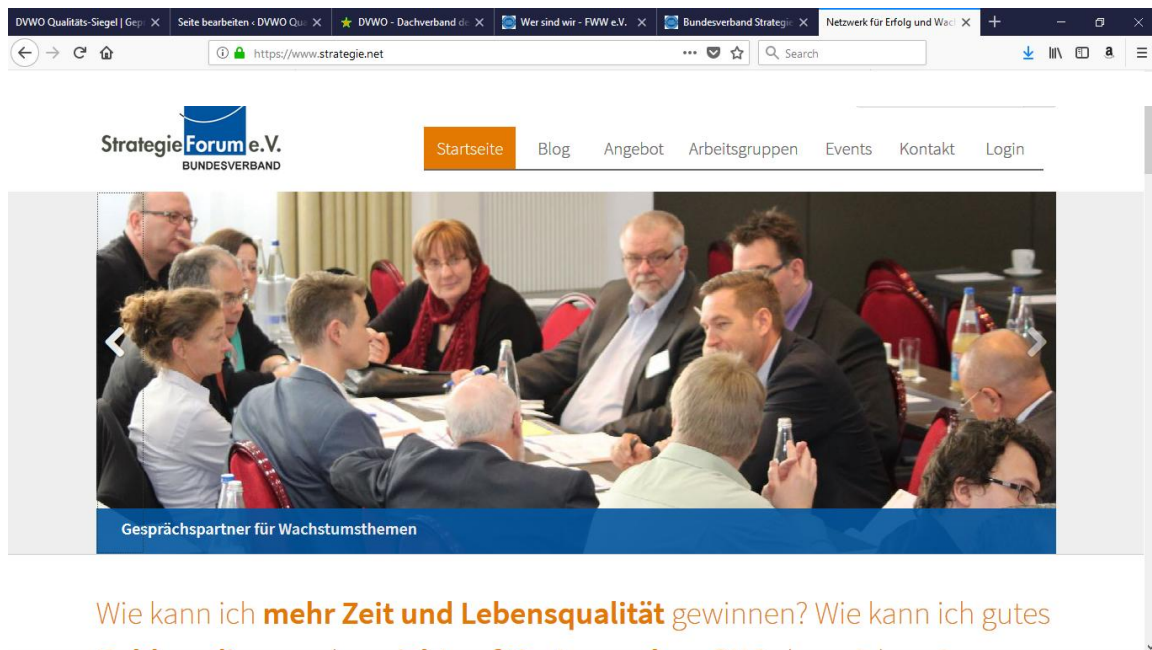 DVWO Qualitäts-Siegel | Gepr
Seite bearbeiten ‹ DVWO Qua
DVWO - Dachverband de
Wer sind wir - FWW e.V.
Bundesverband Strategie
Netzwerk für Erfolg und Wac
https://www.strategie.net
Search
StrategieForum e.V.
BUNDESVERBAND
Startseite Blog Angebot Arbeitsgruppen Events Kontakt Login
Gesprächspartner für Wachstumsthemen
Wie kann ich mehr Zeit und Lebensqualität gewinnen? Wie kann ich gutes